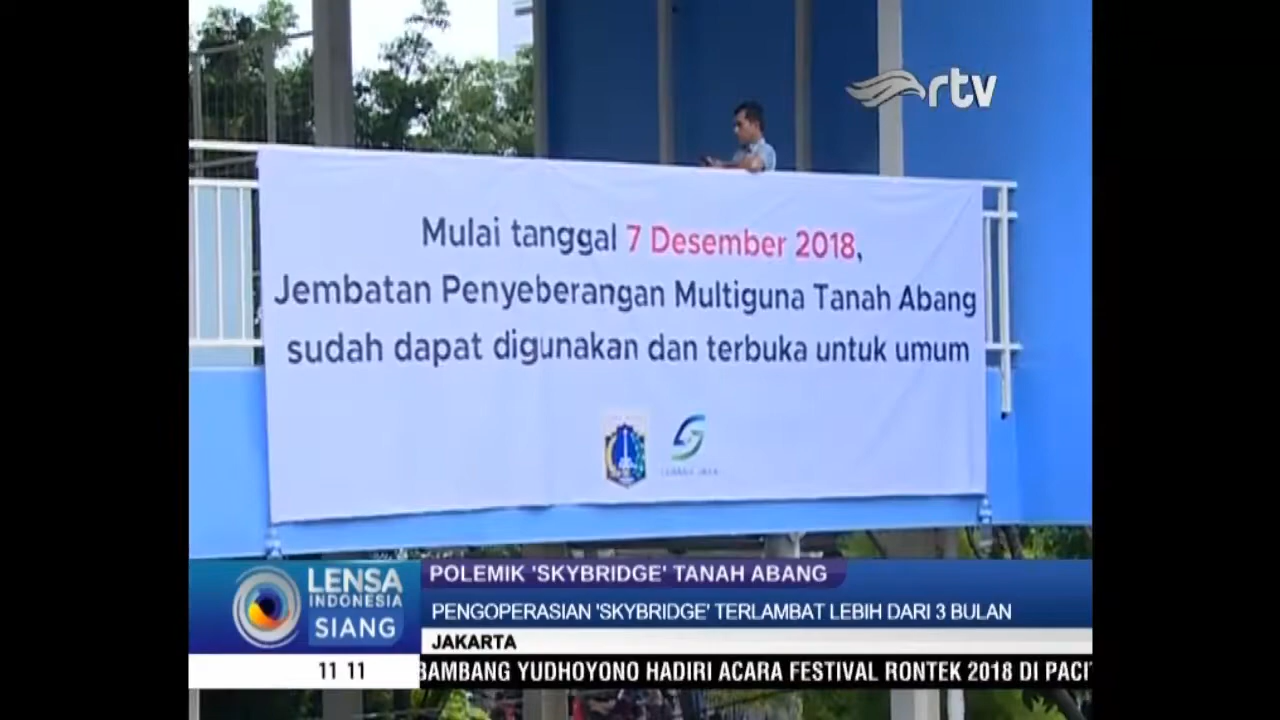 rtv
Mulai tanggal 7 Desember 2018,
Jembatan Penyeberangan Multiguna Tanah Abang
sudah dapat digunakan dan terbuka untuk umum
LENSA
INDONESIA
SIANG
POLEMIK 'SKYBRIDGE' TANAH ABANG
PENGOPERASIAN 'SKYBRIDGE' TERLAMBAT LEBIH DARI 3 BULAN
JAKARTA
11 11
BAMBANG YUDHOYONO HADIRI ACARA FESTIVAL RONTEK 2018 DI PACIT